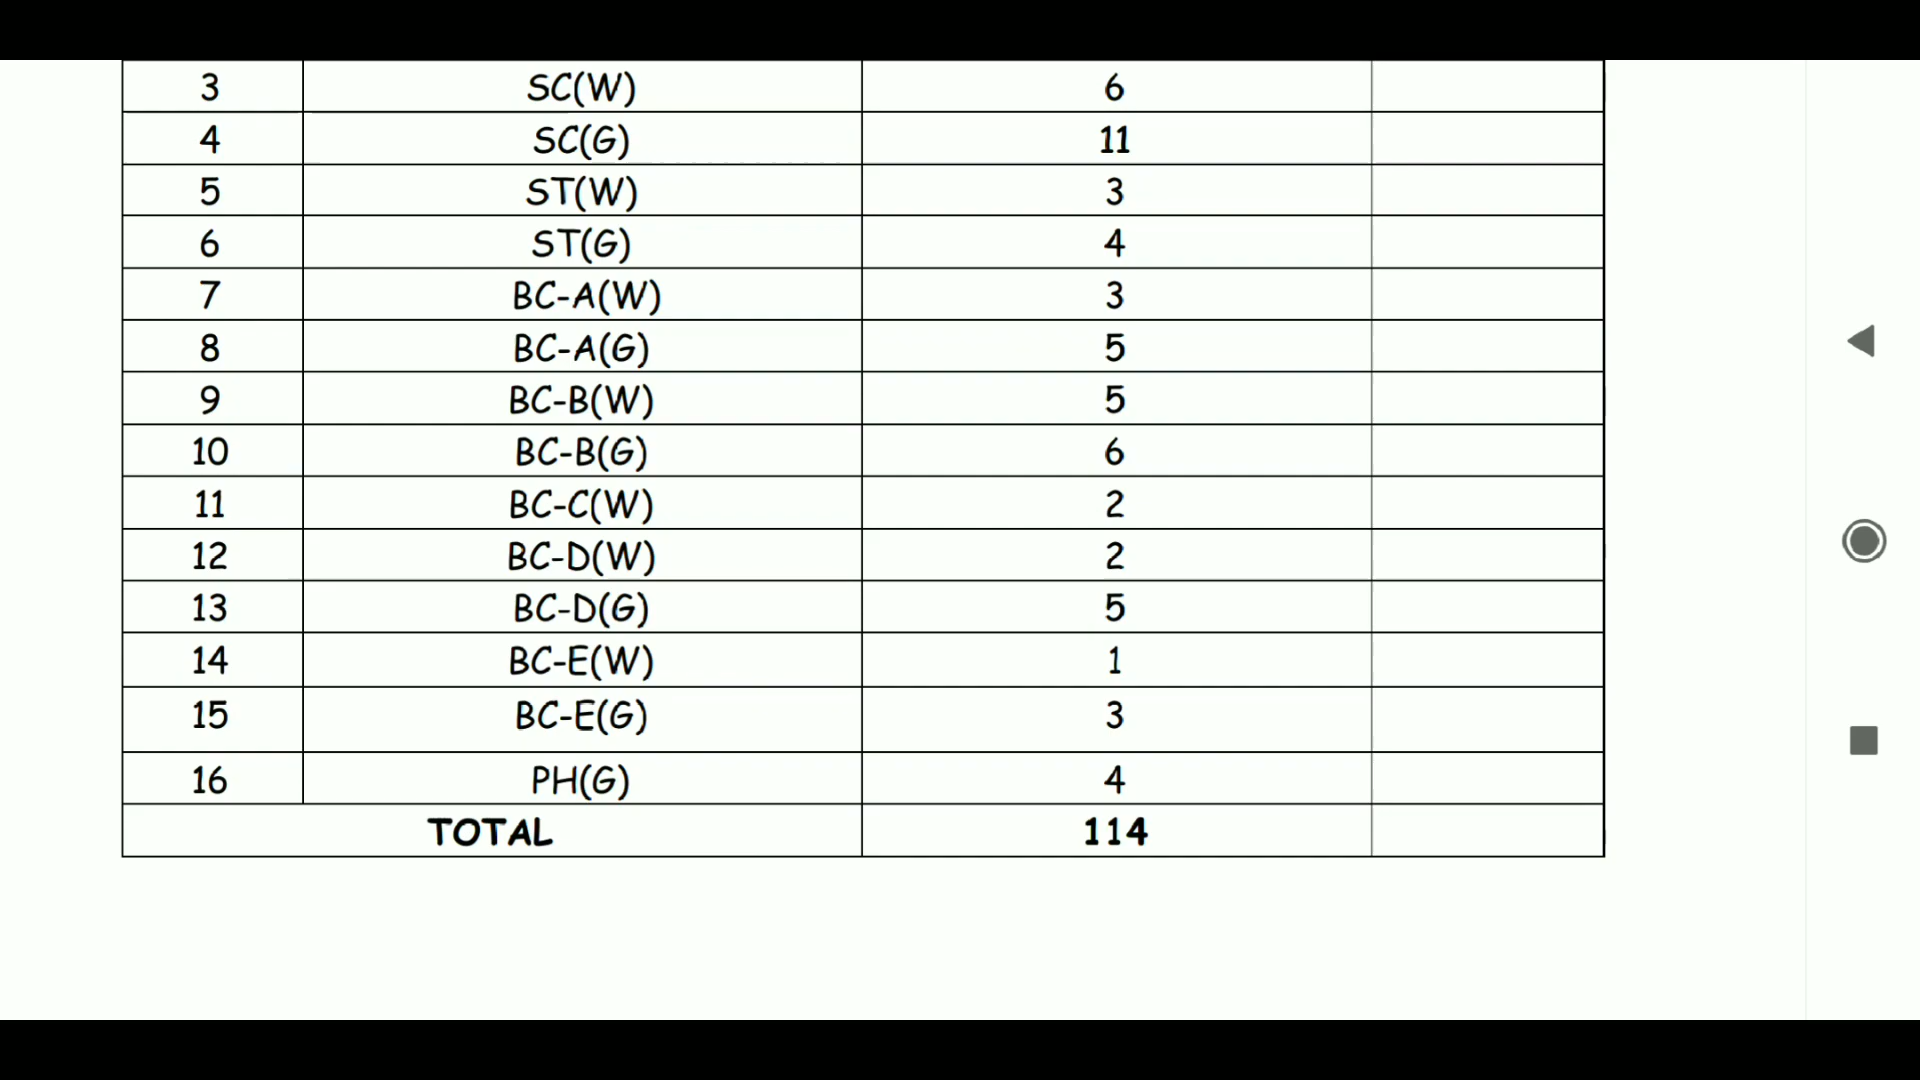 3 SC(W) 6
4 SC(G) 11
5 ST(W) 3
6 ST(G) 4
7 BC-A(W) 3
8 BC-A(G) 5
9 BC-B(W) 5
10 BC-B(G) 6
11 BC-C(W) 2
12 BC-D(W) 2
13 BC-D(G) 5
14 BC-E(W) 1
15 BC-E(G) 3
16 PH(G) 4
TOTAL 114